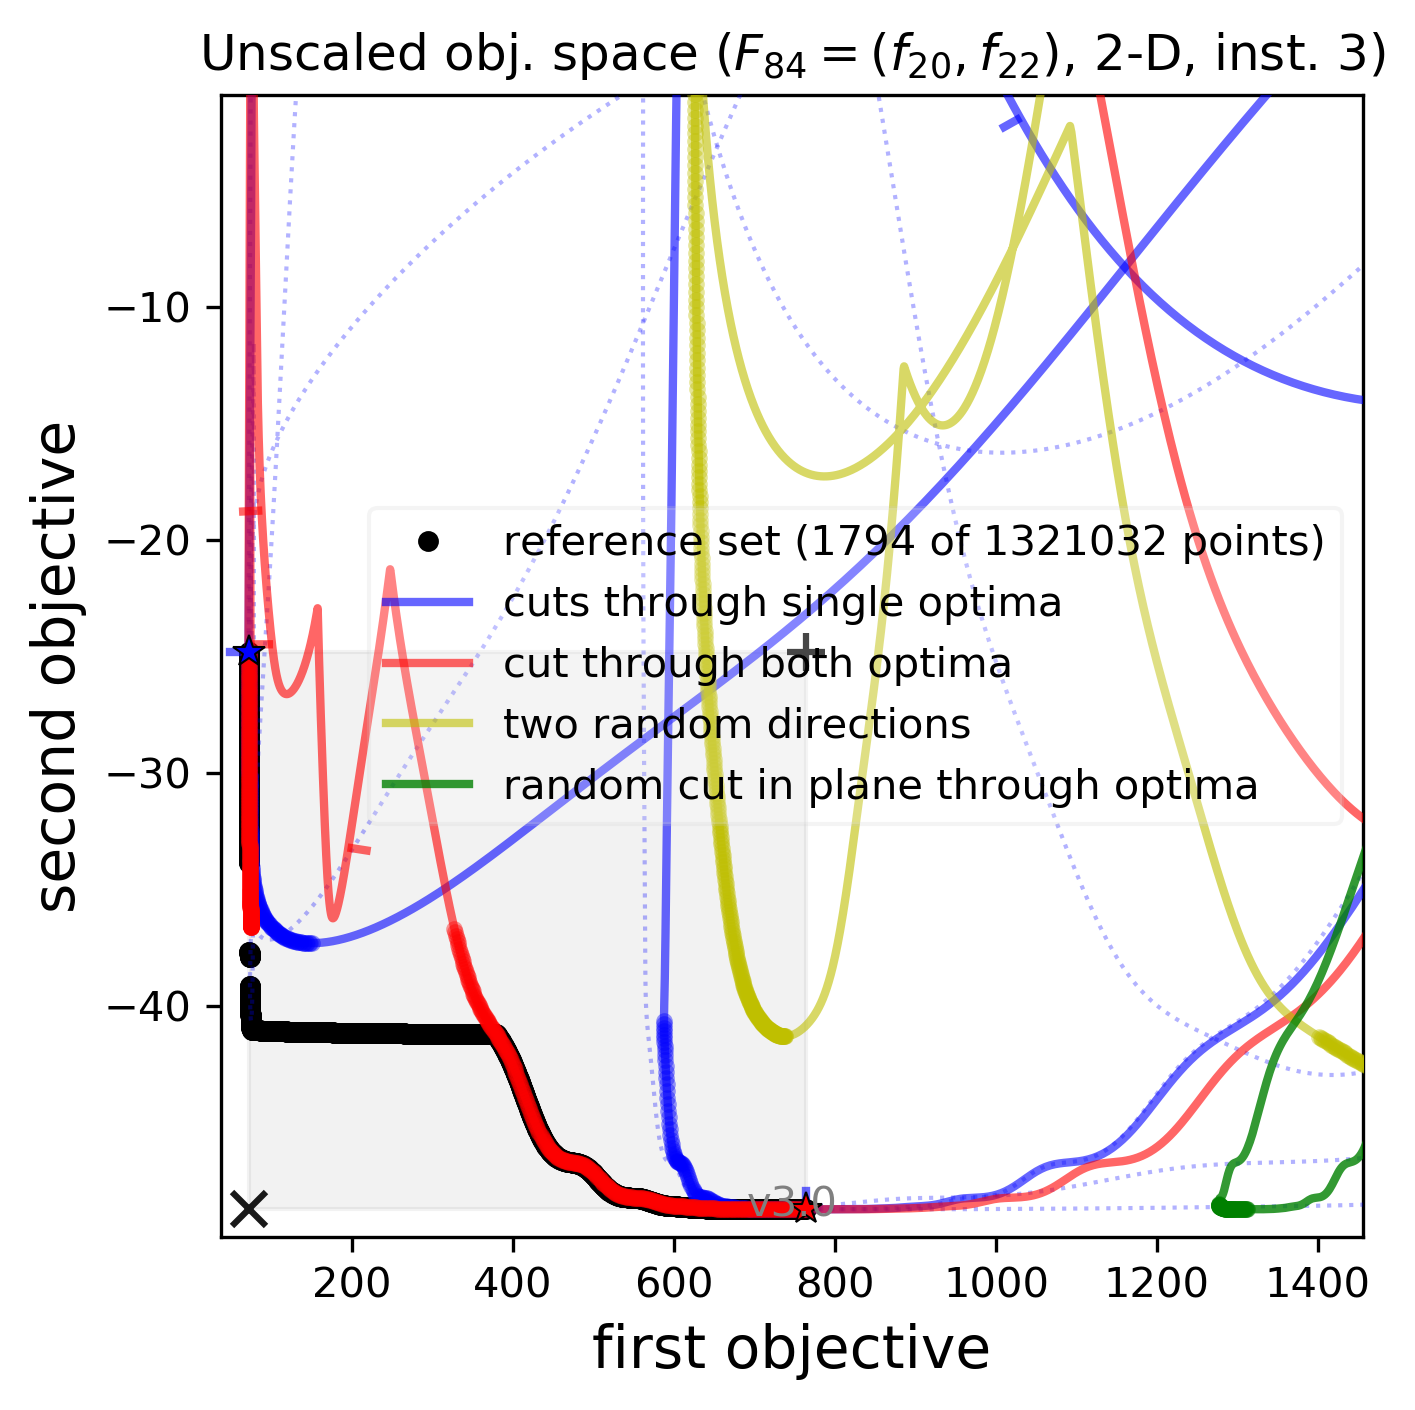 Unscaled obj. space ($F_{84} = (f_{20}, f_{22})$, 2-D, inst. 3)
second objective
−10
−20
−30
−40
reference set (1794 of 1321032 points)
cuts through single optima
cut through both optima
two random directions
random cut in plane through optima
v3.0
200 400 600 800 1000 1200 1400
first objective